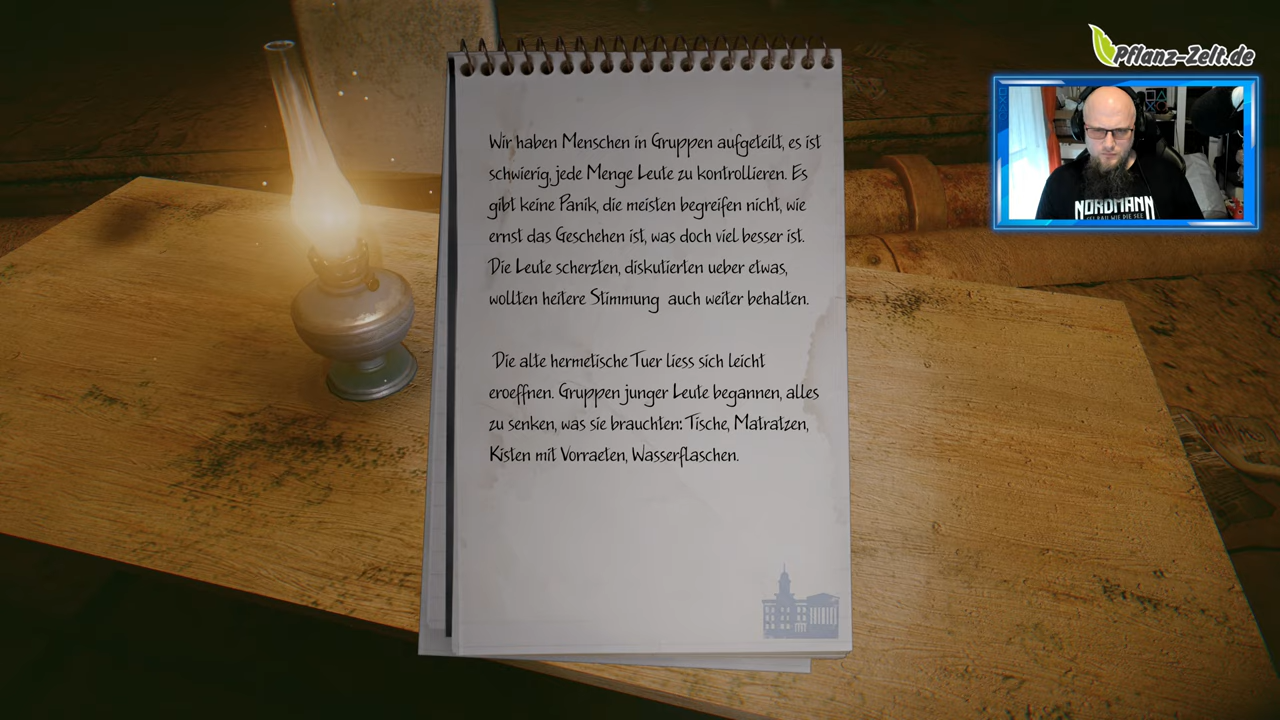 Pflanz-Zelt.de
NORDMANN
Wir haben Menschen in Gruppen aufgeteilt, es ist
schwierig, jede Menge Leute zu kontrollieren. Es
gibt keine Panik, die meisten begreifen nicht, wie
ernst das Geschehen ist, was doch viel besser ist.
Die Leute scherzten, diskutierten ueber etwas,
wollten heitere Stimmung auch weiter behalten.
Die alte hermetische Tuer liess sich leicht
eroeffnen. Gruppen junger Leute begannen, alles
zu senken, was sie brauchten: Tische, Matratzen,
Kisten mit Vorraeten, Wasserflaschen.